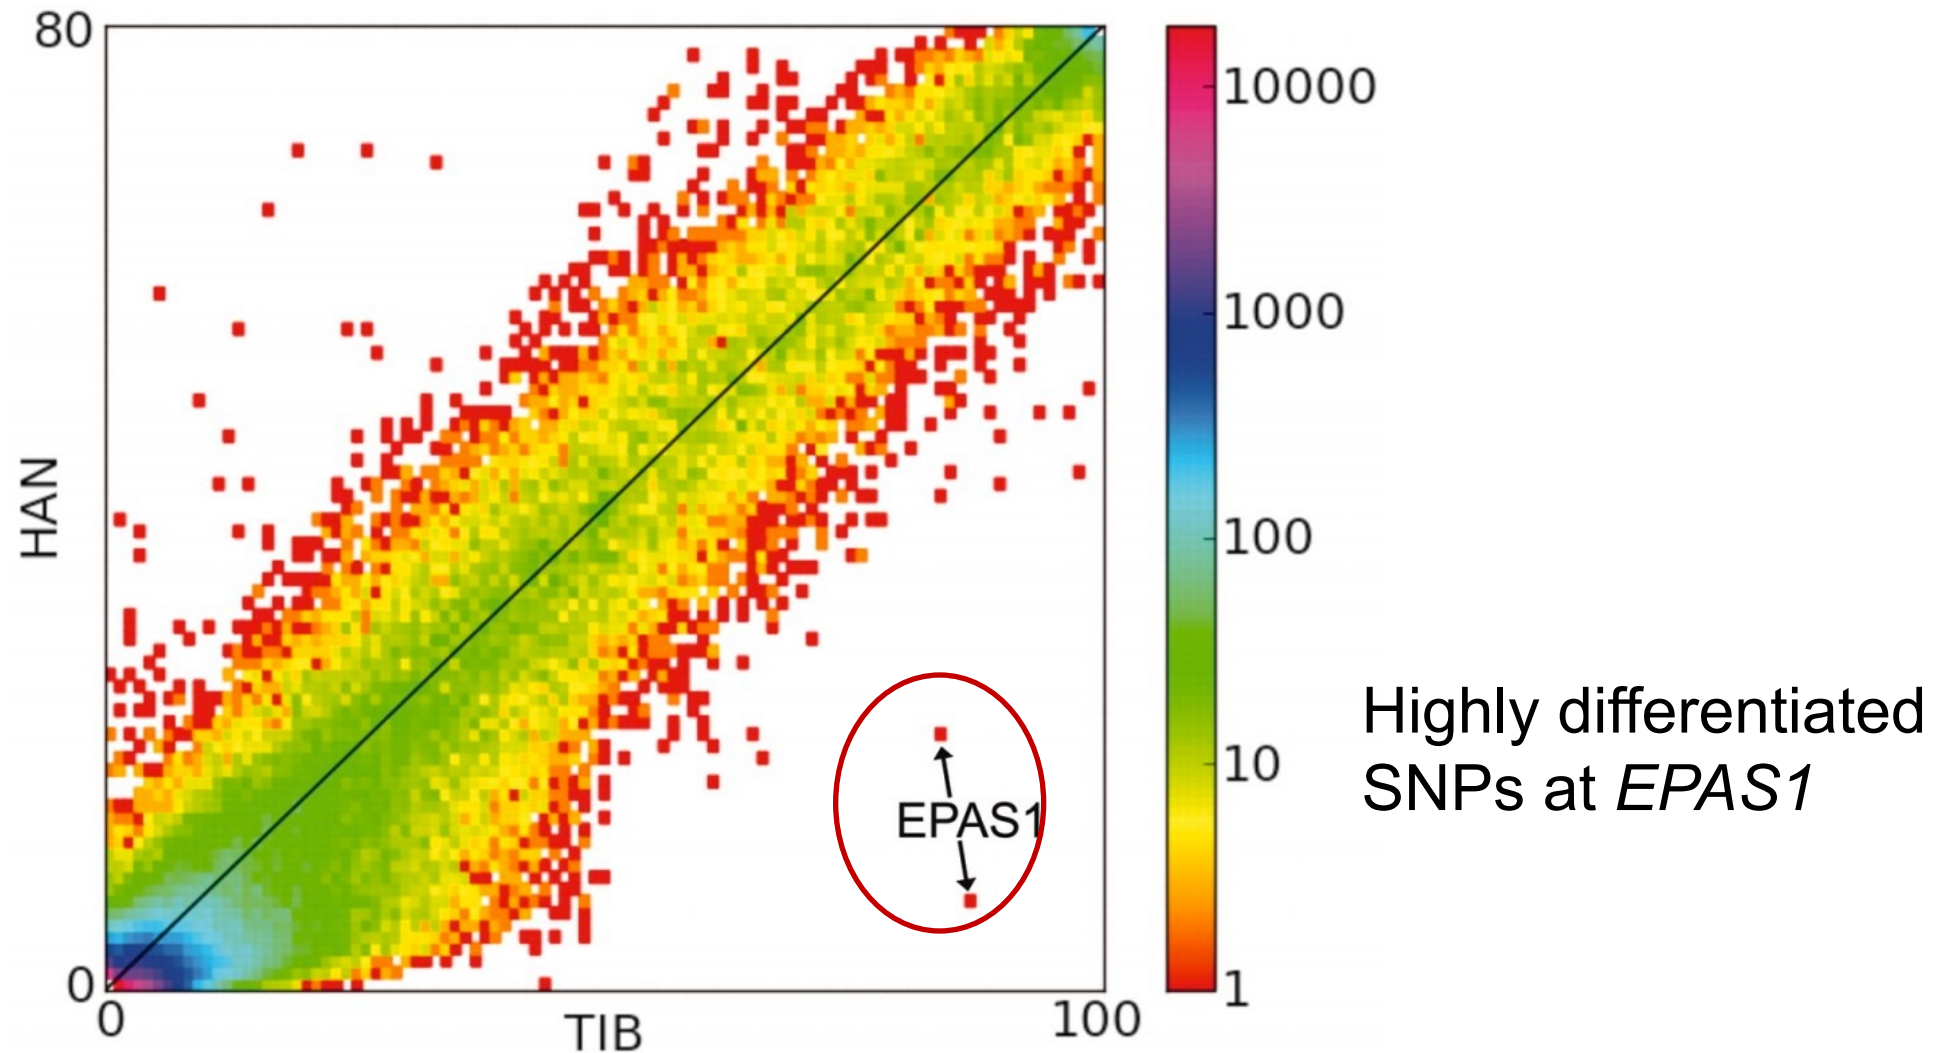 80
HAN
0
0
TIB
100
EPAS1
10000
1000
100
10
1
Highly differentiated
SNPs at EPAS1